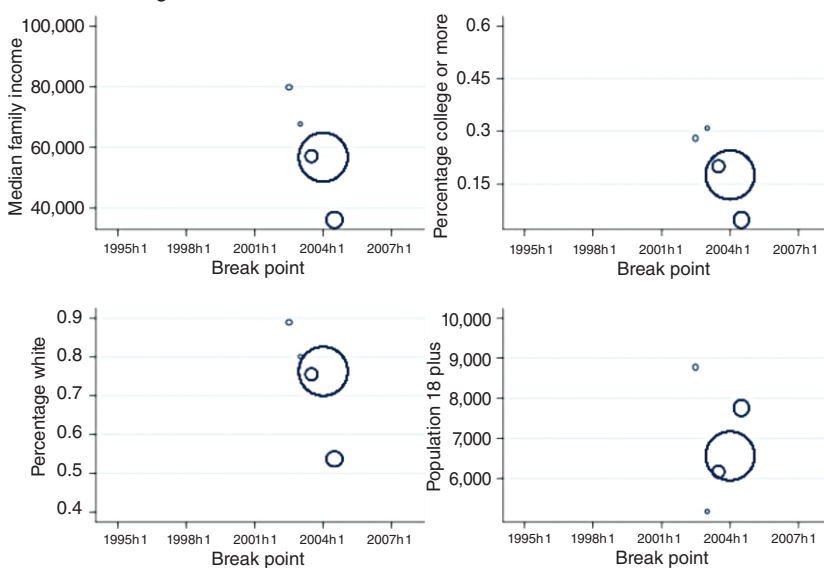 Median family income
100,000
80,000
60,000
40,000
1995h1 1998h1 2001h1 2004h1 2007h1
Break point
Percentage college or more
0.6
0.45
0.3
0.15
1995h1 1998h1 2001h1 2004h1 2007h1
Break point
Percentage white
0.9
0.8
0.7
0.6
0.5
0.4
1995h1 1998h1 2001h1 2004h1 2007h1
Break point
Population 18 plus
10,000
9,000
8,000
7,000
6,000
1995h1 1998h1 2001h1 2004h1 2007h1
Break point